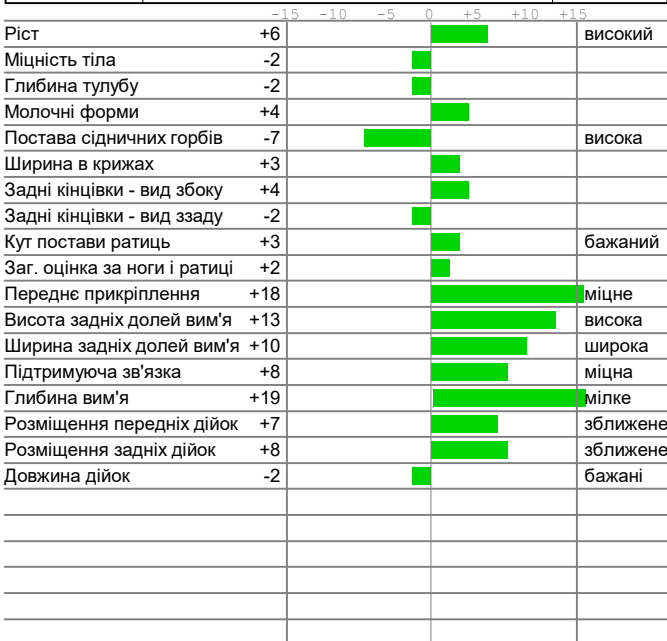 -15 -10 -5 0 +5 +10 +15
Ріст +6 високий
Міцність тіла -2
Глибина тулубу -2
Молочні форми +4
Постава сідничних горбів -7 висока
Ширина в крижах +3
Задні кінцівки - вид збоку +4
Задні кінцівки - вид ззаду -2
Кут постави ратиць +3 бажаний
Заг. оцінка за ноги і ратиці +2
Переднє прикріплення +18 міцне
Висота задніх долей вим'я +13 висока
Ширина задніх долей вим'я +10 широка
Підтримуюча зв'язка +8 міцна
Глибина вим'я +19 мілке
Розміщення передніх дійок +7 зближене
Розміщення задніх дійок +8 зближене
Довжина дійок -2 бажані